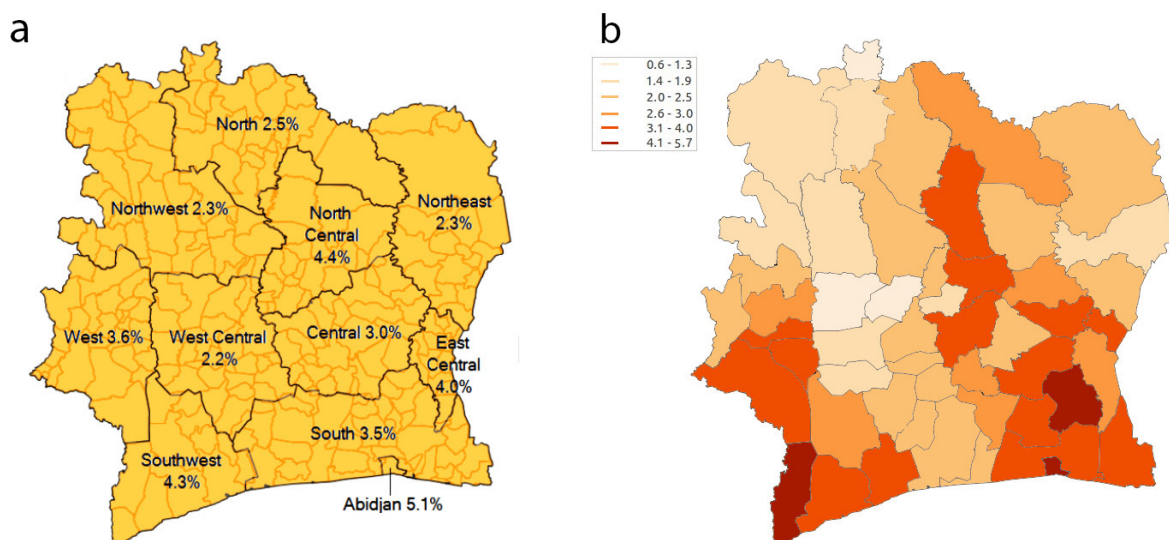 a
North 2.5%
Northwest 2.3%
North
Central
4.4%
Northeast
2.3%
West 3.6%
West Central
2.2%
Central 3.0%
East
Central
4.0%
South 3.5%
Southwest
4.3%
Abidjan 5.1%
b
0.6 - 1.3
1.4 - 1.9
2.0 - 2.5
2.6 - 3.0
3.1 - 4.0
4.1 - 5.7